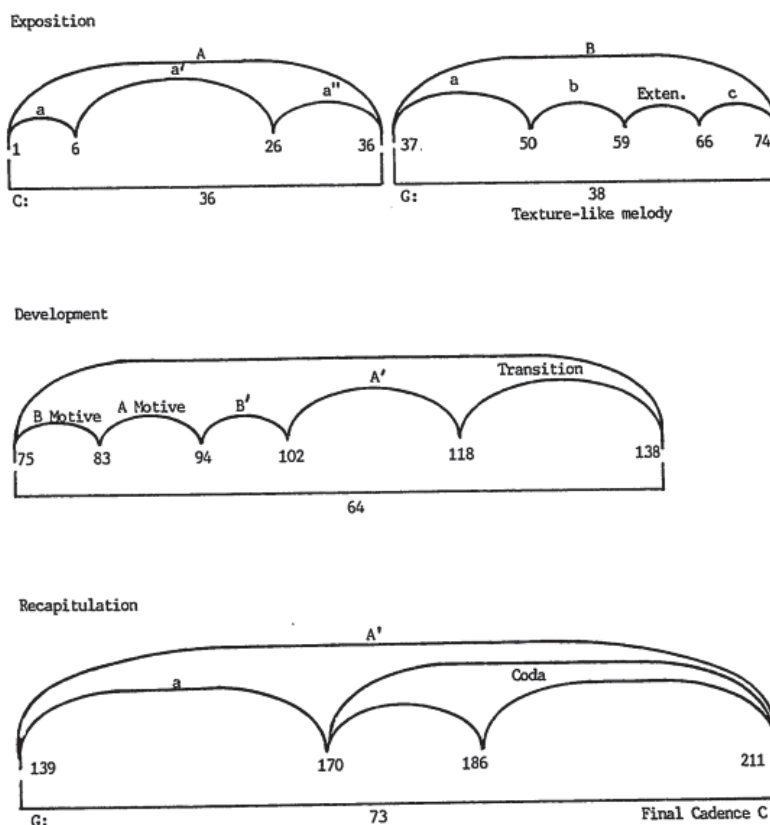 Exposition
A B
a a' a" a b Exten. c
1 6 26 36 37. 50 59 66 74
C: 36 G: 38
Texture-like melody
Development
B Motive A Motive B' A' Transition
75 83 94 102 118 138
64
Recapitulation
A'
a Coda
139 170 186 211
G: 73 Final Cadence C